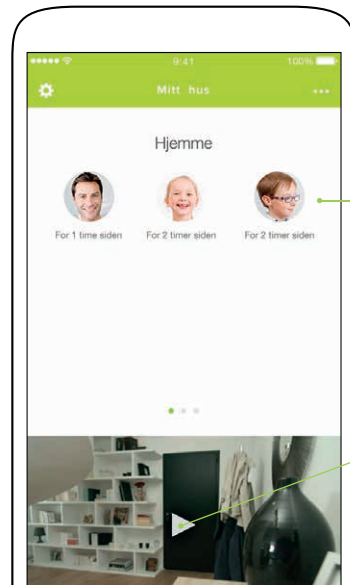 9:41 100%
Mitt hus
Hjemme
For 1 time siden For 2 timer siden For 2 timer siden